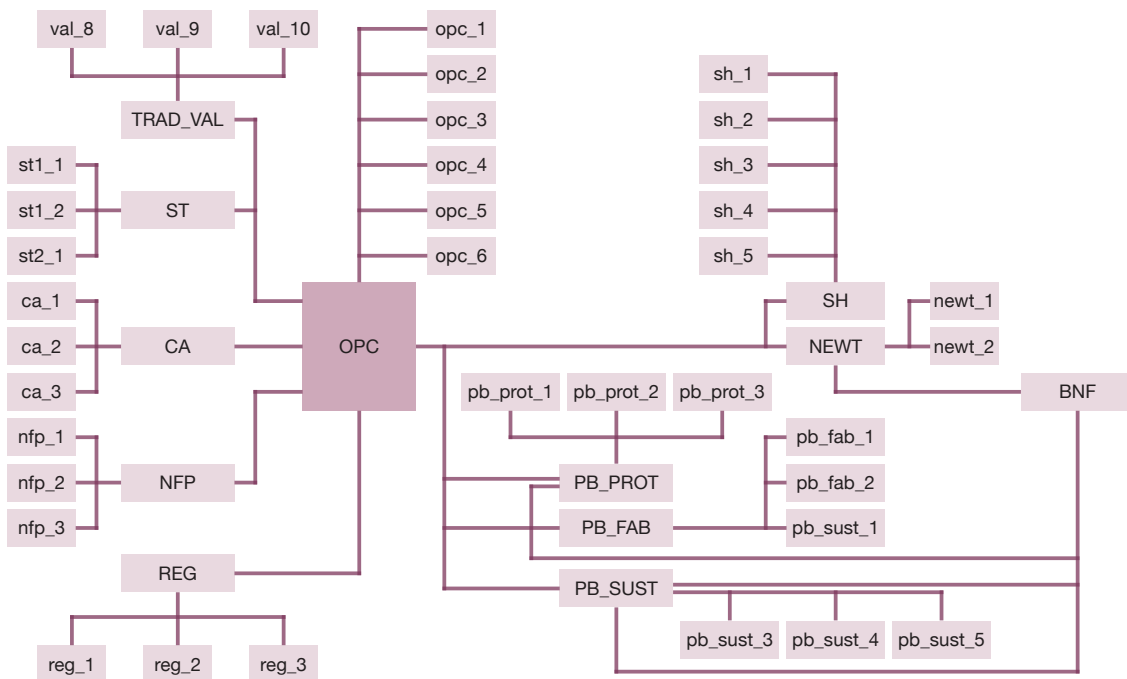 val_8
val_9
val_10
TRAD_VAL
st1_1
st1_2
st2_1
ST
ca_1
ca_2
ca_3
CA
nfp_1
nfp_2
nfp_3
NFP
REG
reg_1
reg_2
reg_3
opc_1
opc_2
opc_3
opc_4
opc_5
opc_6
OPC
sh_1
sh_2
sh_3
sh_4
sh_5
SH
NEWT
newt_1
newt_2
BNF
pb_prot_1
pb_prot_2
pb_prot_3
PB_PROT
PB_FAB
pb_fab_1
pb_fab_2
pb_sust_1
PB_SUST
pb_sust_3
pb_sust_4
pb_sust_5